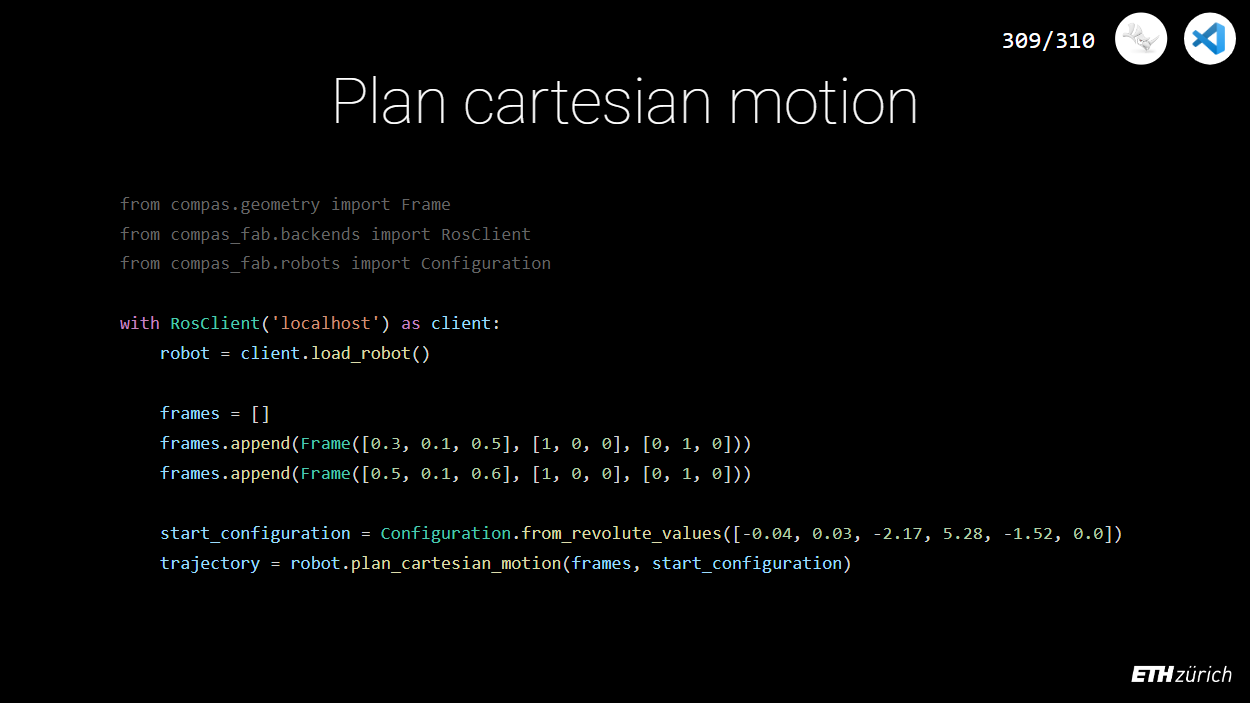 309/310
Plan cartesian motion
from compas.geometry import Frame
from compas_fab.backends import RosClient
from compas_fab.robots import Configuration
with RosClient('localhost') as client:
    robot = client.load_robot()
    frames = []
    frames.append(Frame([0.3, 0.1, 0.5], [1, 0, 0], [0, 1, 0]))
    frames.append(Frame([0.5, 0.1, 0.6], [1, 0, 0], [0, 1, 0]))
    start_configuration = Configuration.from_revolute_values([-0.04, 0.03, -2.17, 5.28, -1.52, 0.0])
    trajectory = robot.plan_cartesian_motion(frames, start_configuration)
ETH zürich